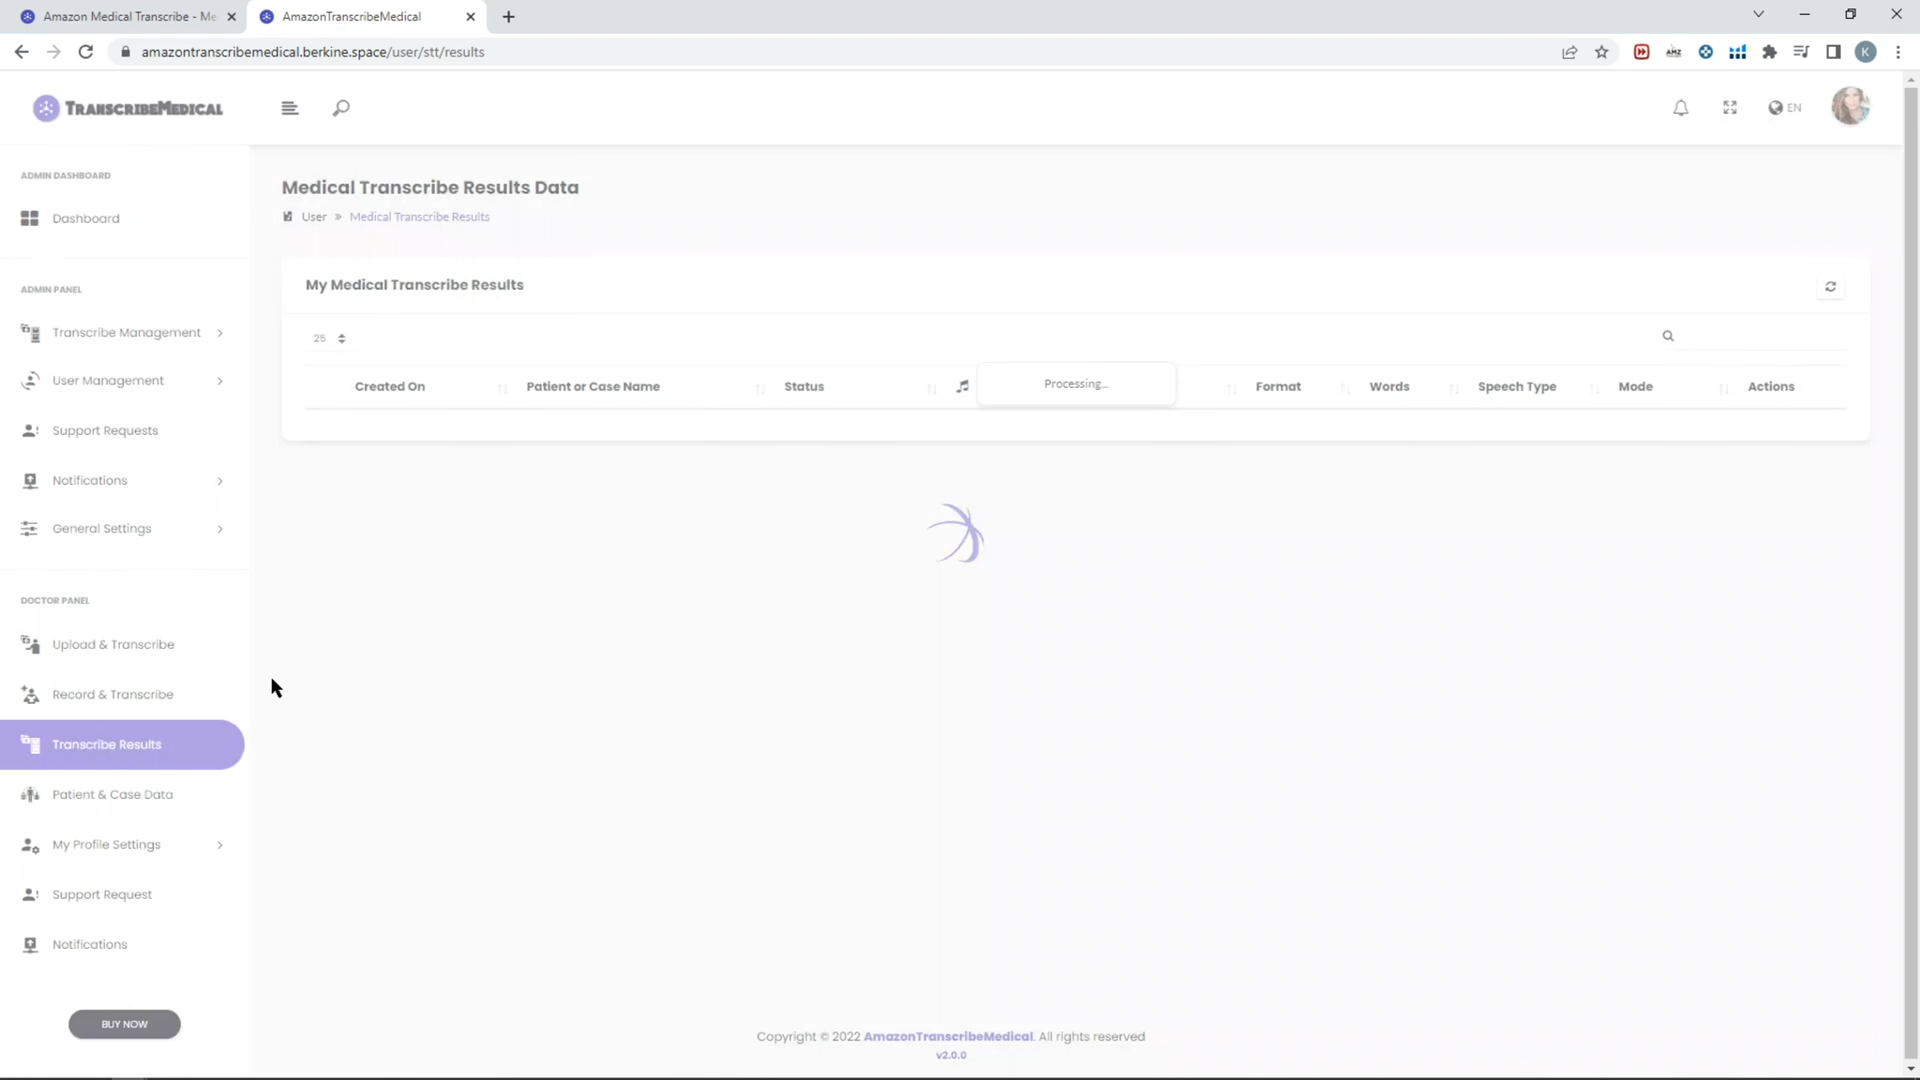 Amazon Medical Transcribe - Me
AmazonTranscribeMedical
amazontranscribemedical.berkine.space/user/stt/results
AMZ
K
TRANSCRIBEMEDICAL
EN
ADMIN DASHBOARD
Dashboard
ADMIN PANEL
Transcribe Management
User Management
Support Requests
Notifications
General Settings
DOCTOR PANEL
Upload & Transcribe
Record & Transcribe
Transcribe Results
Patient & Case Data
My Profile Settings
Support Request
Notifications
BUY NOW
Medical Transcribe Results Data
User » Medical Transcribe Results
My Medical Transcribe Results
25
Created On Patient or Case Name Status Processing... Format Words Speech Type Mode Actions
Copyright © 2022 AmazonTranscribeMedical. All rights reserved
v2.0.0